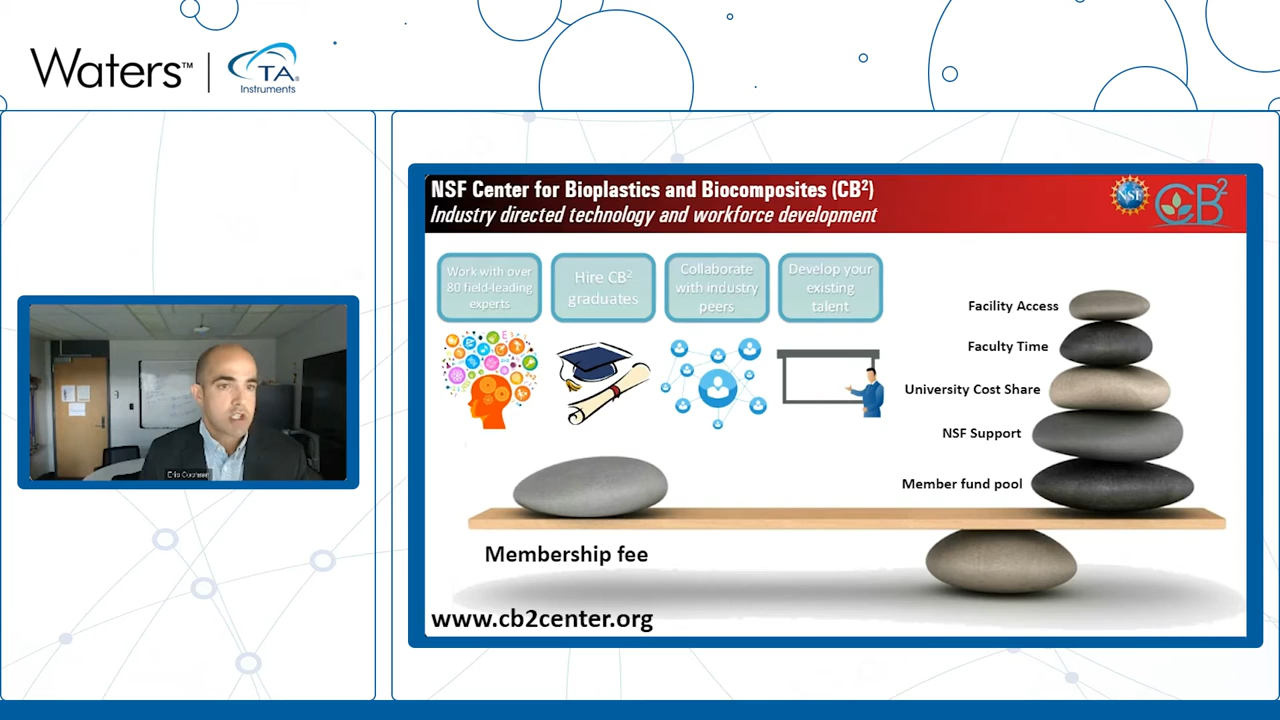 Waters™
TA®
Instruments
NSF Center for Bioplastics and Biocomposites (CB²)
Industry directed technology and workforce development
NSF
CB²
Work with over
80 field-leading
experts
Hire CB²
graduates
Collaborate
with industry
peers
Develop your
existing
talent
Facility Access
Faculty Time
University Cost Share
NSF Support
Member fund pool
Membership fee
www.cb2center.org